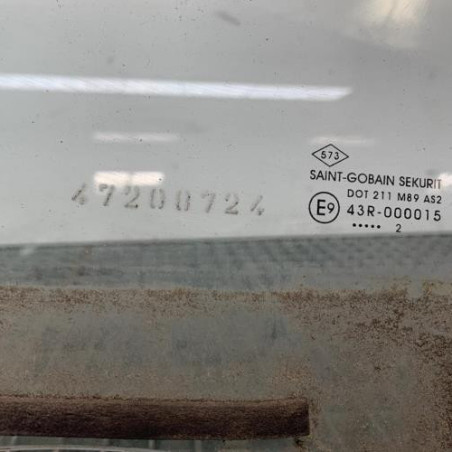 573
SAINT-GOBAIN SEKURIT
DOT 211 M89 AS2
E9 43R-000015
••••• 2
47200724